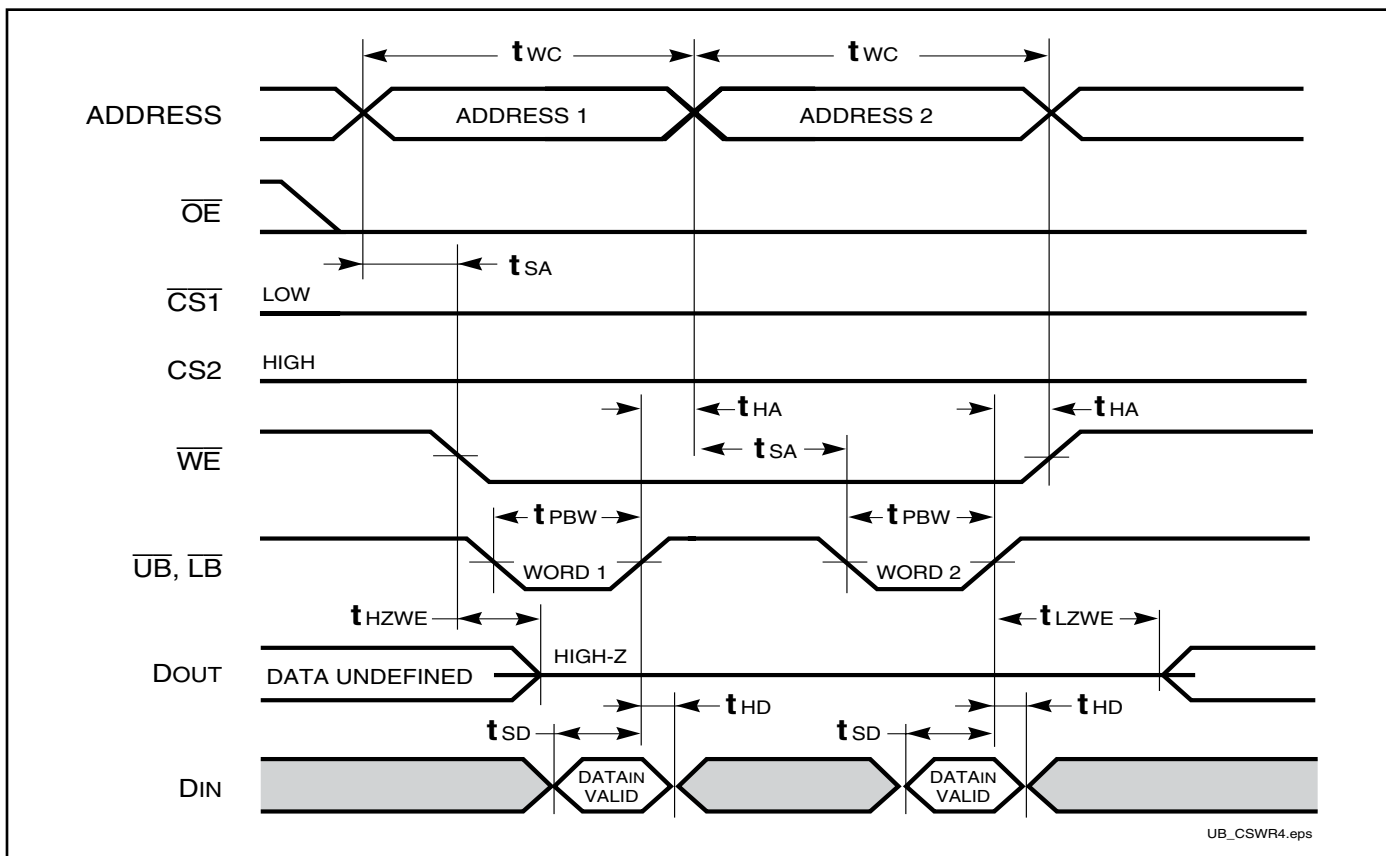 tWC tWC
ADDRESS ADDRESS 1 ADDRESS 2
OE
tSA
CS1 LOW
CS2 HIGH
tHA tHA
WE tSA
tPBW tPBW
UB, LB WORD 1 WORD 2
tHZWE tLZWE
DOUT DATA UNDEFINED HIGH-Z
tHD tHD
tSD tSD
DIN DATAIN VALID DATAIN VALID
UB_CSWR4.eps